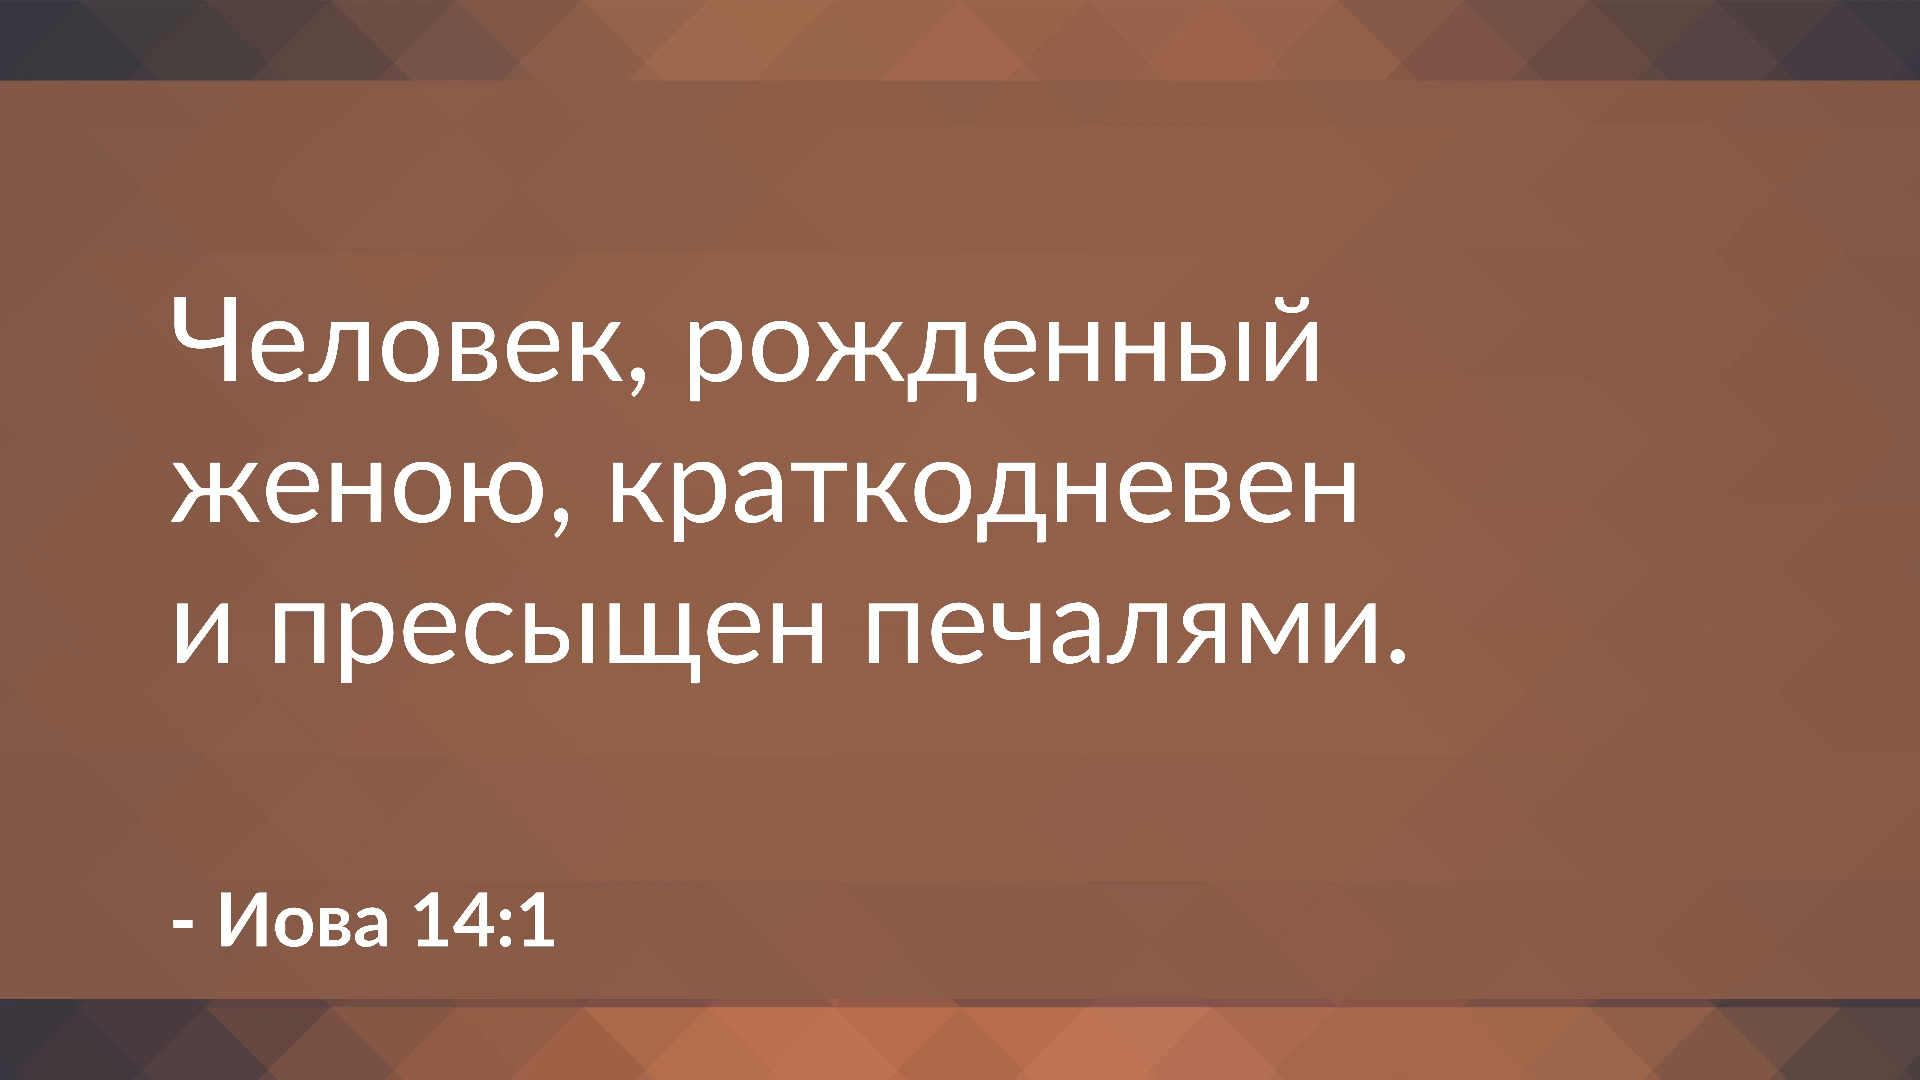 Человек, рожденный
женою, краткодневен
и пресыщен печалями.
- Иова 14:1